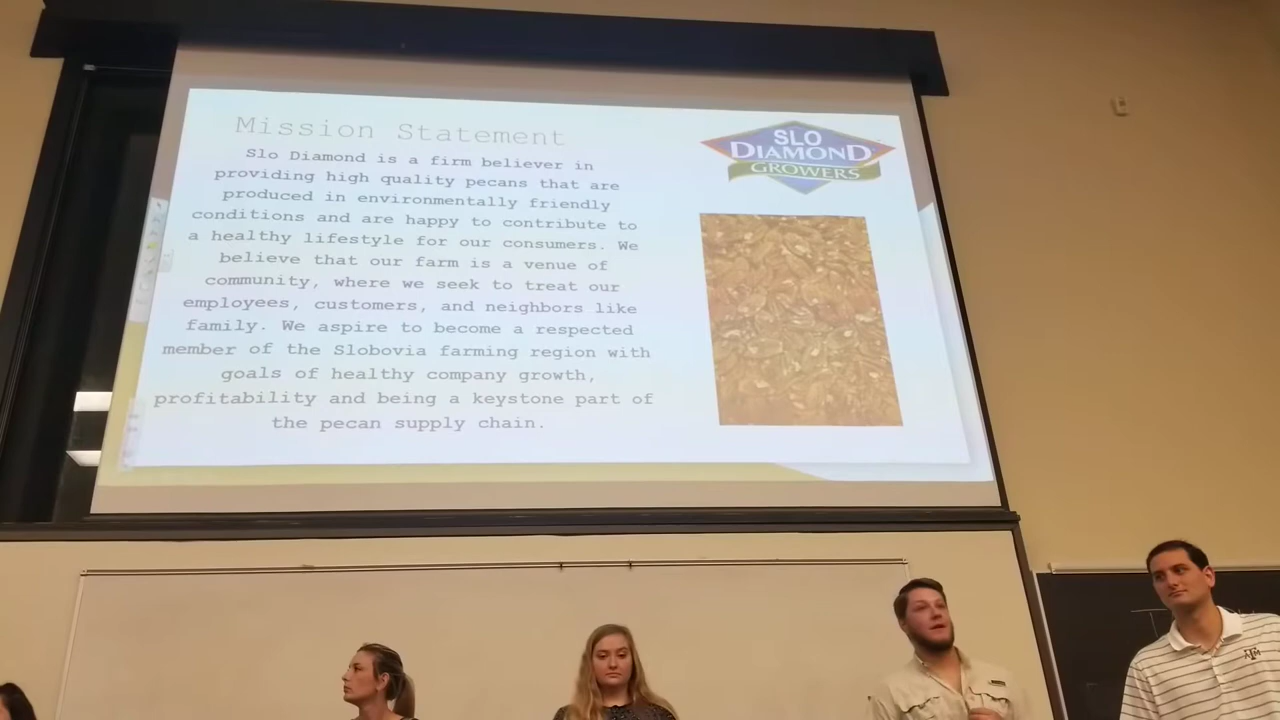 Mission Statement
Slo Diamond is a firm believer in
providing high quality pecans that are
produced in environmentally friendly
conditions and are happy to contribute to
a healthy lifestyle for our consumers. We
believe that our farm is a venue of
community, where we seek to treat our
employees, customers, and neighbors like
family. We aspire to become a respected
member of the Slobovia farming region with
goals of healthy company growth,
profitability and being a keystone part of
the pecan supply chain.
SLO
DIAMOND
GROWERS
ATM